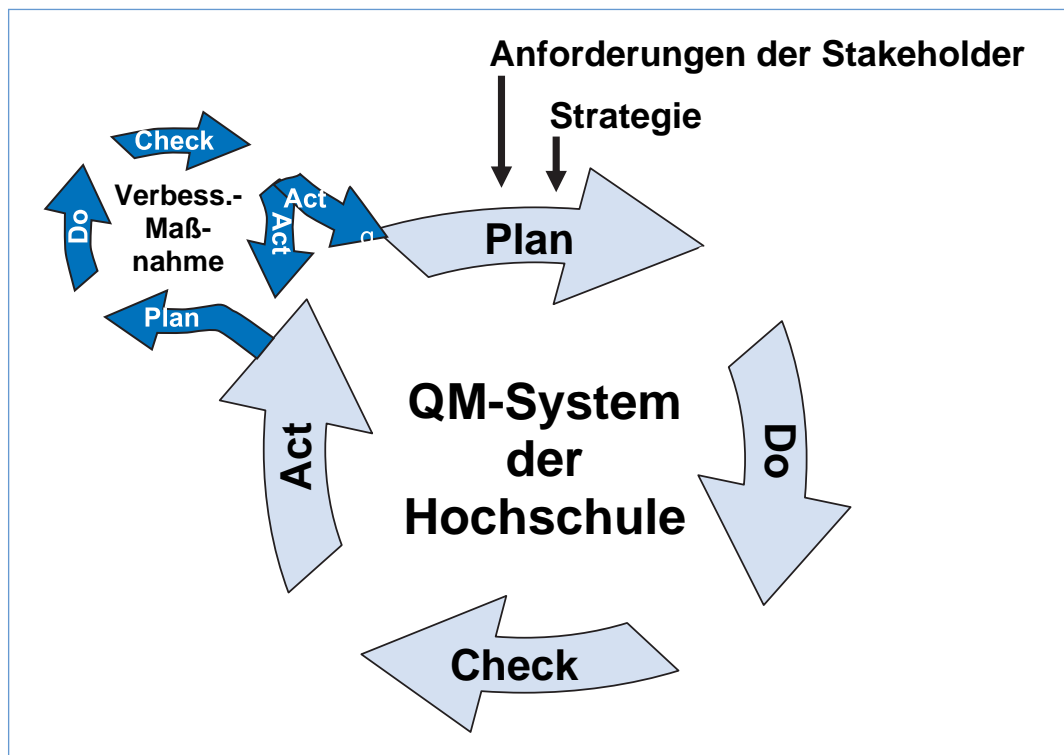 Anforderungen der Stakeholder
Strategie
Check
Verbess.-
Maß-
nahme
Do
Act
Act
Plan
Plan
QM-System
der
Hochschule
Do
Act
Check